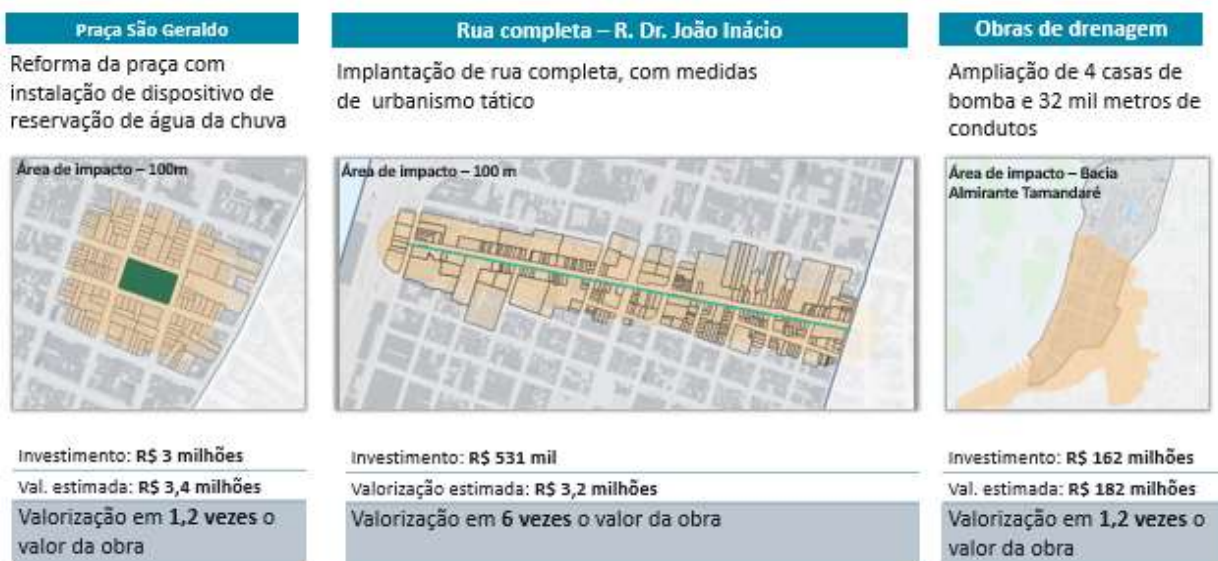 Praça São Geraldo
Reforma da praça com
instalação de dispositivo de
reservação de água da chuva
Área de impacto – 100m
Investimento: R$ 3 milhões
Val. estimada: R$ 3,4 milhões
Valorização em 1,2 vezes o
valor da obra
Rua completa – R. Dr. João Inácio
Implantação de rua completa, com medidas
de urbanismo tático
Área de impacto – 100 m
Investimento: R$ 531 mil
Valorização estimada: R$ 3,2 milhões
Valorização em 6 vezes o valor da obra
Obras de drenagem
Ampliação de 4 casas de
bomba e 32 mil metros de
condutos
Área de impacto – Bacia
Almirante Tamandaré
Investimento: R$ 162 milhões
Val. estimada: R$ 182 milhões
Valorização em 1,2 vezes o
valor da obra